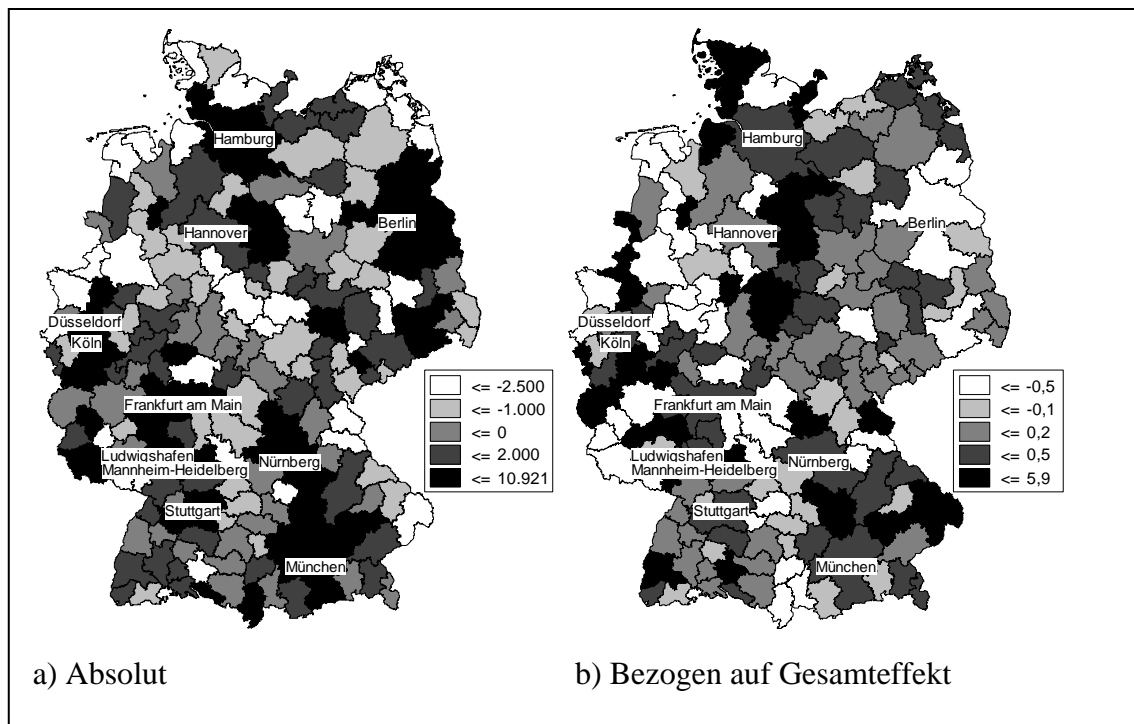 Hamburg
Berlin
Hannover
Düsseldorf
Köln
Frankfurt am Main
Ludwigshafen
Mannheim-Heidelberg
Nürnberg
Stuttgart
München
<= -2.500
<= -1.000
<= 0
<= 2.000
<= 10.921
a) Absolut
Hamburg
Berlin
Hannover
Düsseldorf
Köln
Frankfurt am Main
Ludwigshafen
Mannheim-Heidelberg
Nürnberg
Stuttgart
München
<= -0,5
<= -0,1
<= 0,2
<= 0,5
<= 5,9
b) Bezogen auf Gesamteffekt